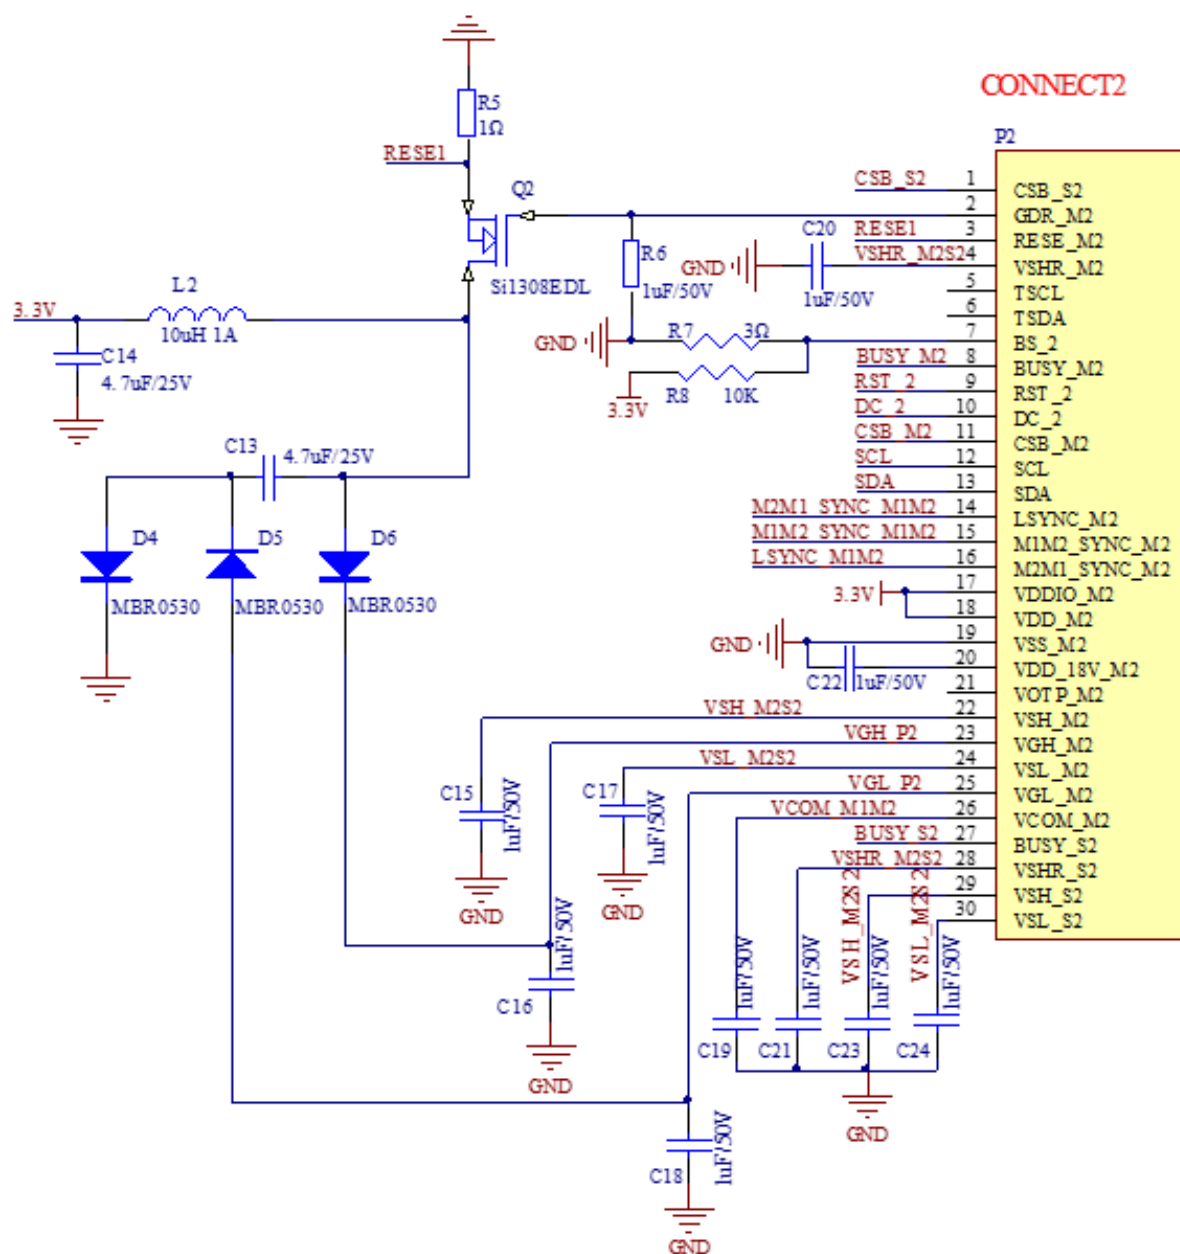 CONNECT2
P2
R5
1Ω
RESE1
Q2
Si1308EDL
L2
3.3V
10uH 1A
C14
4.7uF/25V
C13
4.7uF/25V
D4
D5
D6
MBR0530
MBR0530
MBR0530
R6
1uF/50V
GND
C20
1uF/50V
GND
R7
3Ω
R8
10K
3.3V
CSB_S2
1
CSB_S2
2
GDR_M2
RESE1
3
RESE_M2
VSHR_M2S2
4
VSHR_M2
5
TSCL
6
TSDA
7
BS_2
BUSY_M2
8
BUSY_M2
RST_2
9
RST_2
DC_2
10
DC_2
CSB_M2
11
CSB_M2
SCL
12
SCL
SDA
13
SDA
M2M1_SYNC_M1M2
14
LSYNC_M2
M1M2_SYNC_M1M2
15
M1M2_SYNC_M2
LSYNC_M1M2
16
M2M1_SYNC_M2
3.3V
17
VDDIO_M2
18
VDD_M2
GND
19
VSS_M2
C22
1uF/50V
20
VDD_18V_M2
21
VOTP_M2
VSH_M2S2
22
VSH_M2
VGH_P2
23
VGH_M2
VSL_M2S2
24
VSL_M2
VGL_P2
25
VGL_M2
VCOM_M1M2
26
VCOM_M2
BUSY_S2
27
BUSY_S2
VSHR_M2S2
28
VSHR_S2
VSH_M2S2
29
VSH_S2
VSL_M2S2
30
VSL_S2
C15
1uF/50V
GND
C17
1uF/50V
GND
C16
1uF/50V
GND
C19
1uF/50V
C21
1uF/50V
C23
1uF/50V
C24
1uF/50V
GND
C18
1uF/50V
GND